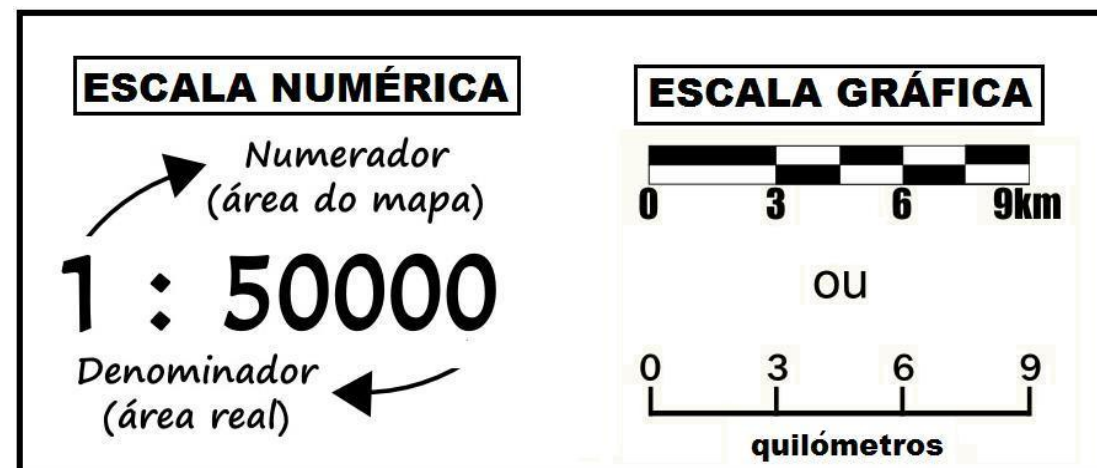 ESCALA NUMÉRICA
Numerador
(área do mapa)
1 : 50000
Denominador
(área real)
ESCALA GRÁFICA
0 3 6 9km
ou
0 3 6 9
quilómetros